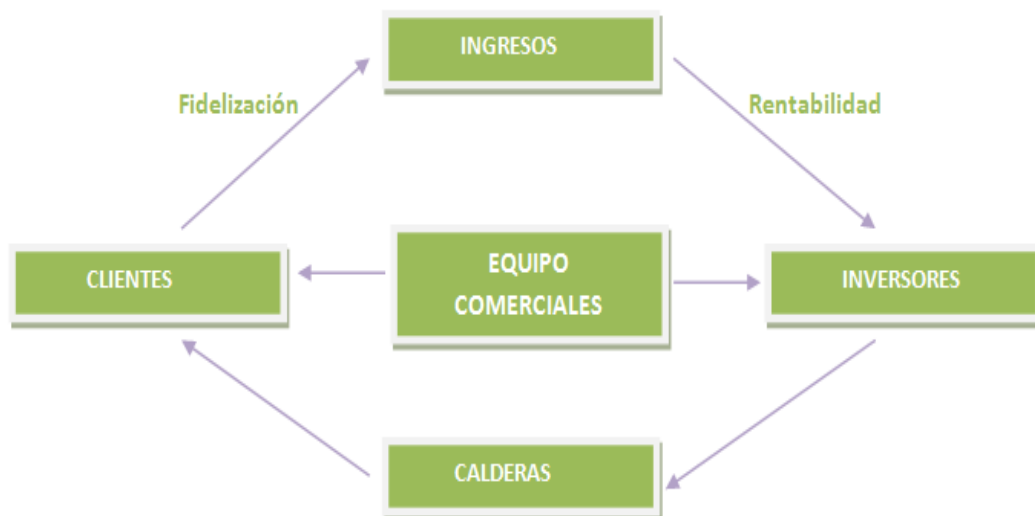 INGRESOS
Fidelización
Rentabilidad
EQUIPO
COMERCIALES
CLIENTES
INVERSORES
CALDERAS